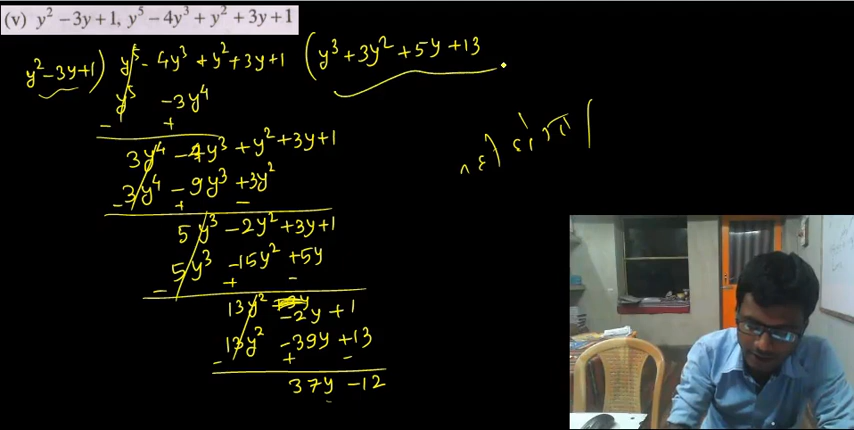 (v) y² – 3y + 1, y⁵ – 4y³ + y² + 3y + 1
y²-3y+1) y⁵ - 4y³ + y² + 3y + 1 ( y³ + 3y² + 5y + 13
y⁵ -3y⁴
- +
3y⁴ - 4y³ + y² + 3y + 1
3y⁴ - 9y³ + 3y²
- + -
5y³ - 2y² + 3y + 1
5y³ - 15y² + 5y
- + -
13y² - 2y + 1
13y² - 39y + 13
- + -
37y - 12